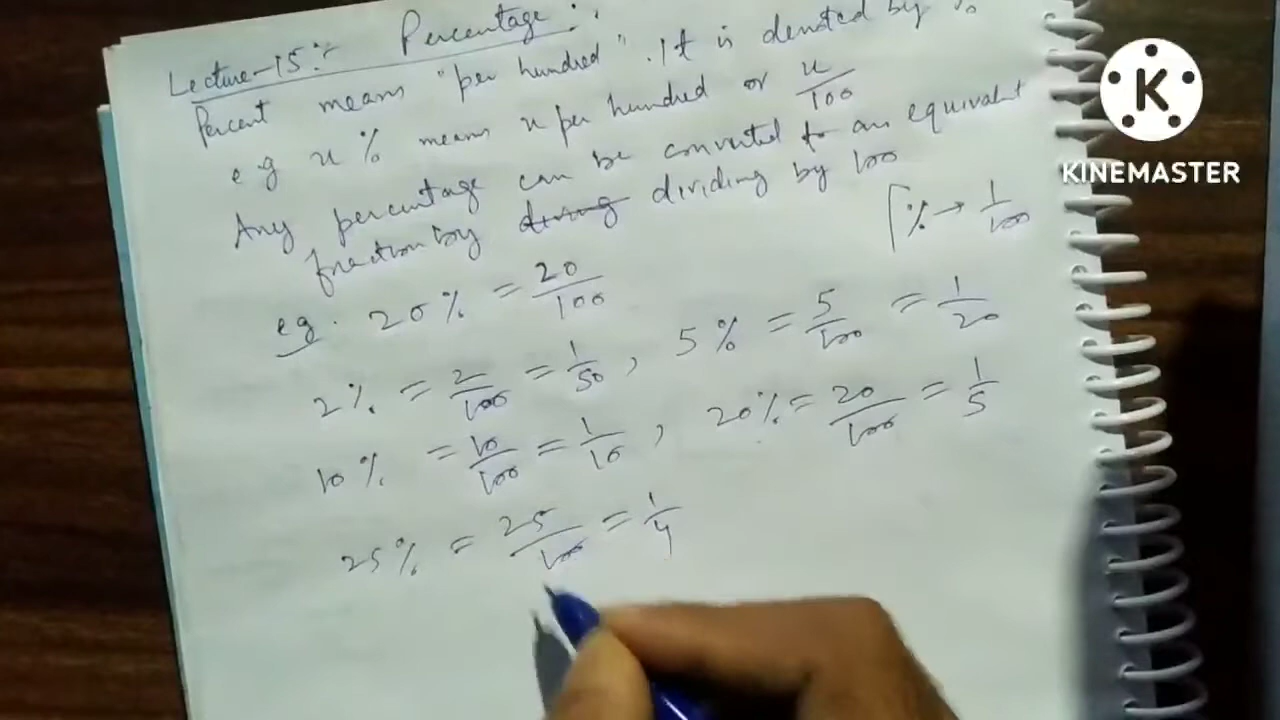 Lecture-15:- Percentage:-
Percent means "per hundred". It is denoted by %
e.g x% means x per hundred or x/100
Any percentage can be converted to an equivalent
fraction by dividing by 100
[% → 1/100
eg. 20% = 20/100
2% = 2/100 = 1/50, 5% = 5/100 = 1/20
10% = 10/100 = 1/10, 20% = 20/100 = 1/5
25% = 25/100 = 1/4
K
KINEMASTER